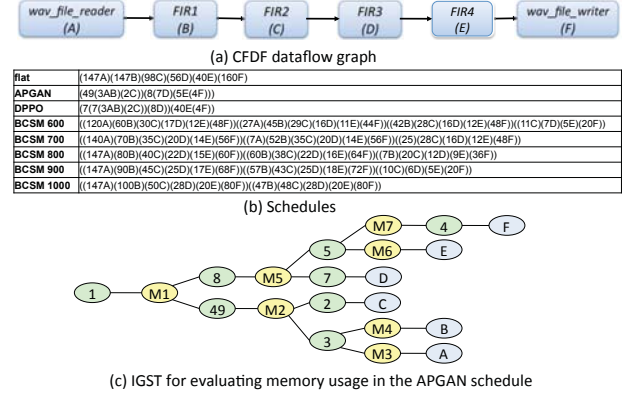 wav_file_reader (A)
FIR1 (B)
FIR2 (C)
FIR3 (D)
FIR4 (E)
wav_file_writer (F)
(a) CFDF dataflow graph
flat (147A)(147B)(98C)(56D)(40E)(160F)
APGAN (49(3AB)(2C))(8(7D)(5E(4F)))
DPPO (7(7(3AB)(2C))(8D))(40E(4F))
BCSM 600 ((120A)(60B)(30C)(17D)(12E)(48F))((27A)(45B)(29C)(16D)(11E)(44F))((42B)(28C)(16D)(12E)(48F))((11C)(7D)(5E)(20F))
BCSM 700 ((140A)(70B)(35C)(20D)(14E)(56F))((7A)(52B)(35C)(20D)(14E)(56F))((25)(28C)(16D)(12E)(48F))
BCSM 800 ((147A)(80B)(40C)(22D)(15E)(60F))((60B)(38C)(22D)(16E)(64F))((7B)(20C)(12D)(9E)(36F))
BCSM 900 ((147A)(90B)(45C)(25D)(17E)(68F))((57B)(43C)(25D)(18E)(72F))((10C)(6D)(5E)(20F))
BCSM 1000 ((147A)(100B)(50C)(28D)(20E)(80F))((47B)(48C)(28D)(20E)(80F))
(b) Schedules
M7 4 F
5 M6 E
8 M5 7 D
1 M1
49 M2 2 C
3 M4 B
M3 A
(c) IGST for evaluating memory usage in the APGAN schedule